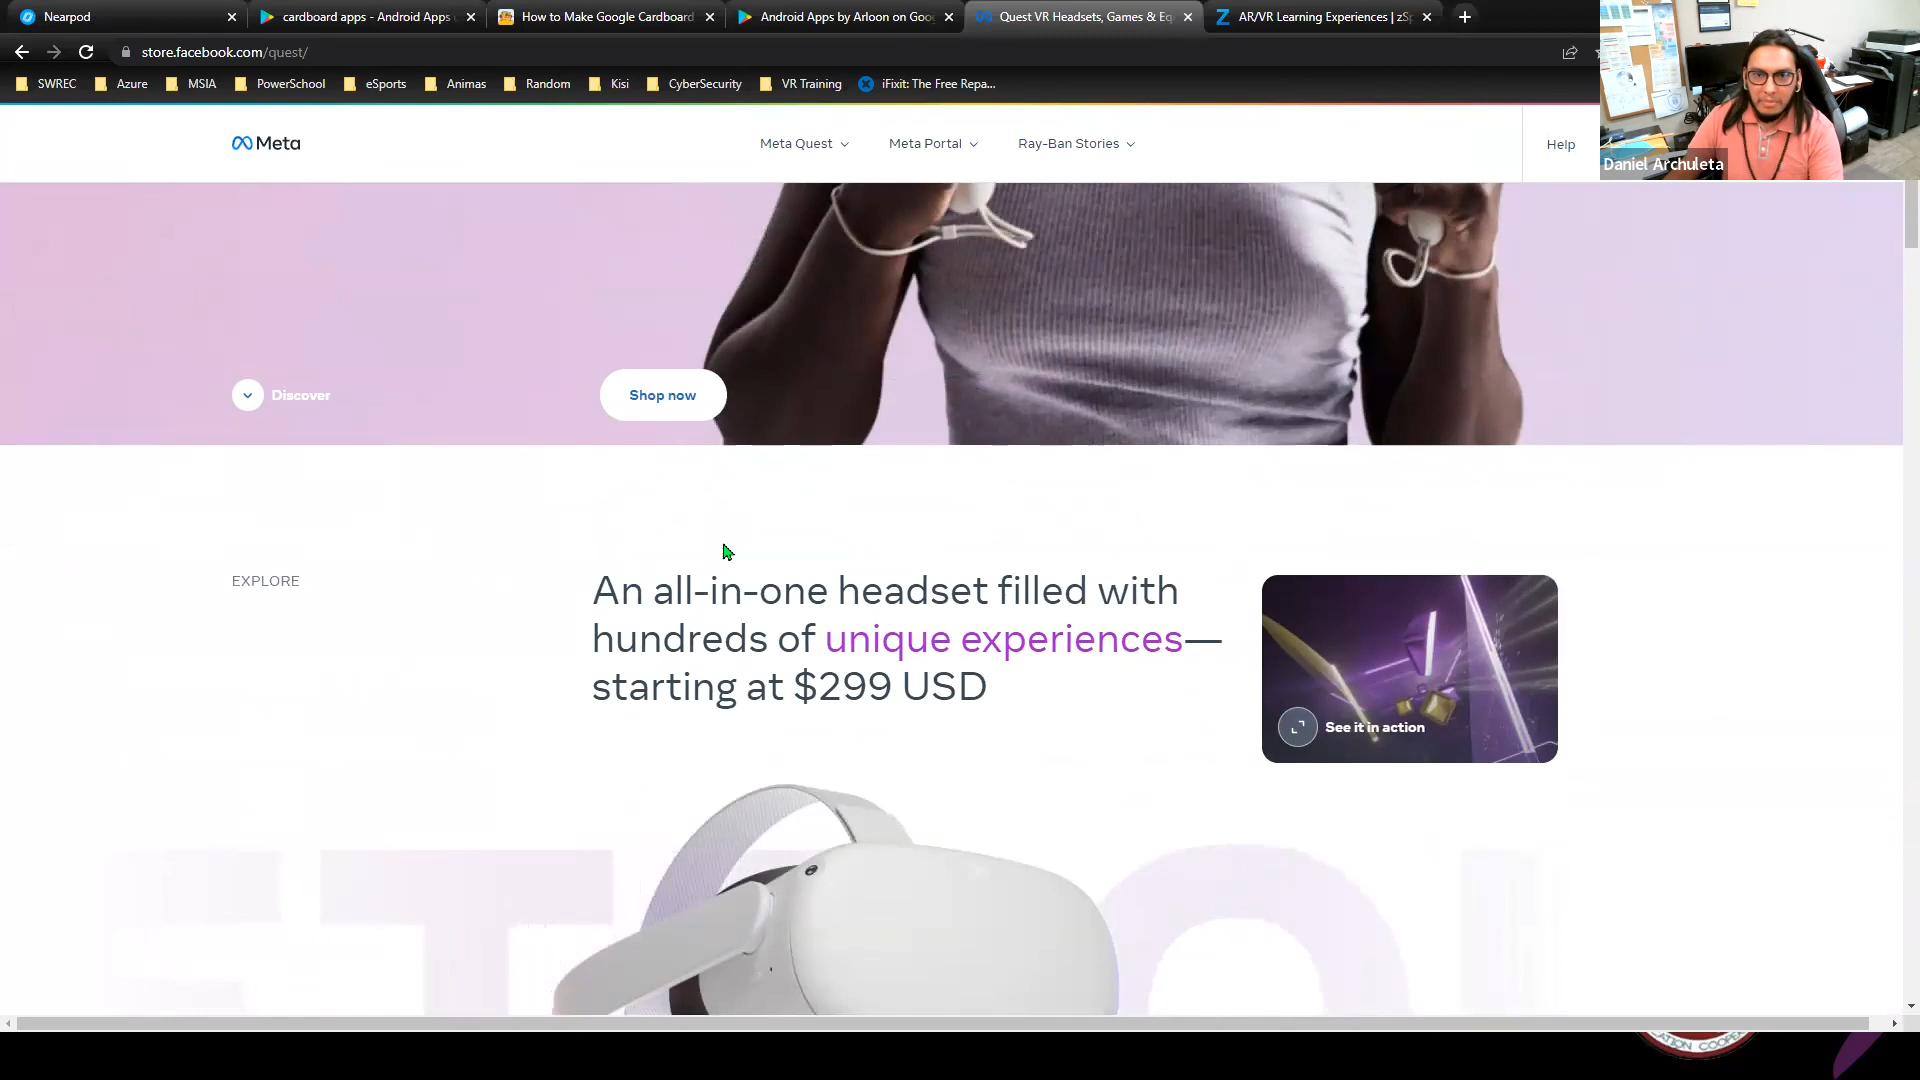 Nearpod
cardboard apps - Android Apps
How to Make Google Cardboard
Android Apps by Arloon on Goo
Quest VR Headsets, Games & Eq
AR/VR Learning Experiences | zSp
store.facebook.com/quest/
SWREC
Azure
MSIA
PowerSchool
eSports
Animas
Random
Kisi
CyberSecurity
VR Training
iFixit: The Free Repa...
Meta
Meta Quest
Meta Portal
Ray-Ban Stories
Help
Daniel Archuleta
Discover
Shop now
EXPLORE
An all-in-one headset filled with
hundreds of unique experiences—
starting at $299 USD
See it in action